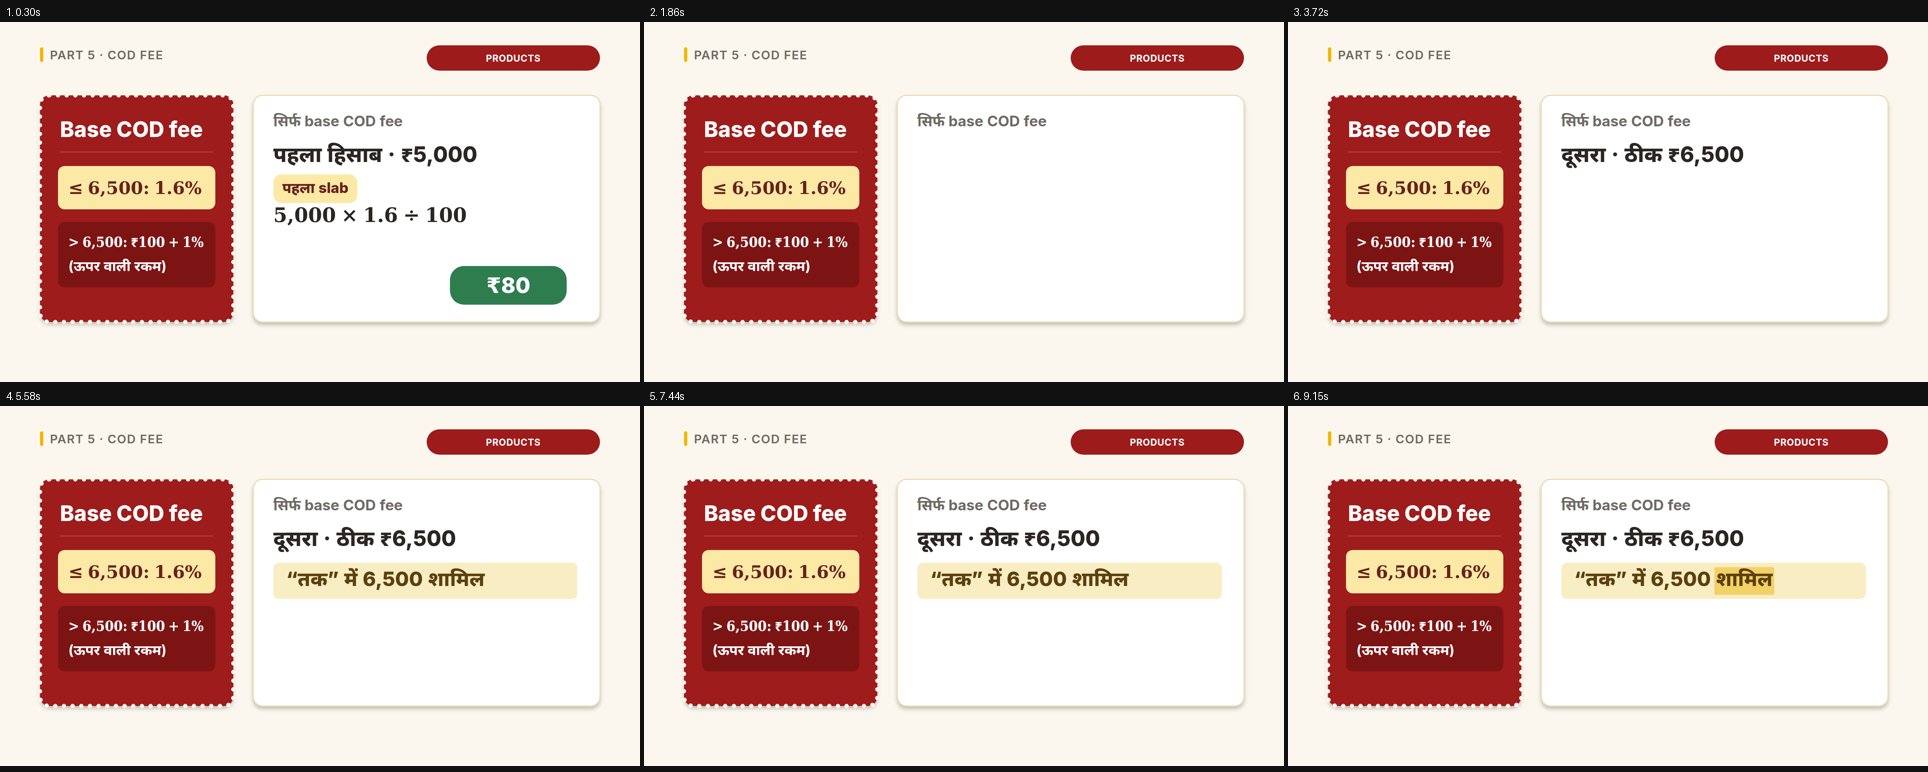 1. 0.30s
PART 5 · COD FEE
PRODUCTS
Base COD fee
≤ 6,500: 1.6%
> 6,500: ₹100 + 1%
(ऊपर वाली रकम)
सिर्फ base COD fee
पहला हिसाब · ₹5,000
पहला slab
5,000 × 1.6 ÷ 100
₹80
2. 1.86s
PART 5 · COD FEE
PRODUCTS
Base COD fee
≤ 6,500: 1.6%
> 6,500: ₹100 + 1%
(ऊपर वाली रकम)
सिर्फ base COD fee
3. 3.72s
PART 5 · COD FEE
PRODUCTS
Base COD fee
≤ 6,500: 1.6%
> 6,500: ₹100 + 1%
(ऊपर वाली रकम)
सिर्फ base COD fee
दूसरा · ठीक ₹6,500
4. 5.58s
PART 5 · COD FEE
PRODUCTS
Base COD fee
≤ 6,500: 1.6%
> 6,500: ₹100 + 1%
(ऊपर वाली रकम)
सिर्फ base COD fee
दूसरा · ठीक ₹6,500
“तक” में 6,500 शामिल
5. 7.44s
PART 5 · COD FEE
PRODUCTS
Base COD fee
≤ 6,500: 1.6%
> 6,500: ₹100 + 1%
(ऊपर वाली रकम)
सिर्फ base COD fee
दूसरा · ठीक ₹6,500
“तक” में 6,500 शामिल
6. 9.15s
PART 5 · COD FEE
PRODUCTS
Base COD fee
≤ 6,500: 1.6%
> 6,500: ₹100 + 1%
(ऊपर वाली रकम)
सिर्फ base COD fee
दूसरा · ठीक ₹6,500
“तक” में 6,500 शामिल